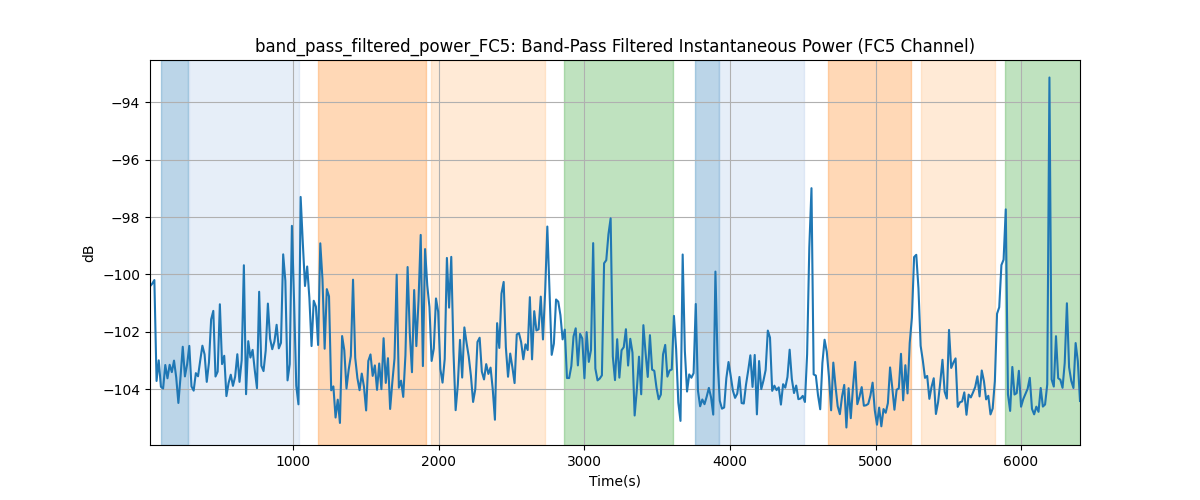 band_pass_filtered_power_FC5: Band-Pass Filtered Instantaneous Power (FC5 Channel)
−94
−96
−98
−100
−102
−104
dB
1000 2000 3000 4000 5000 6000
Time(s)